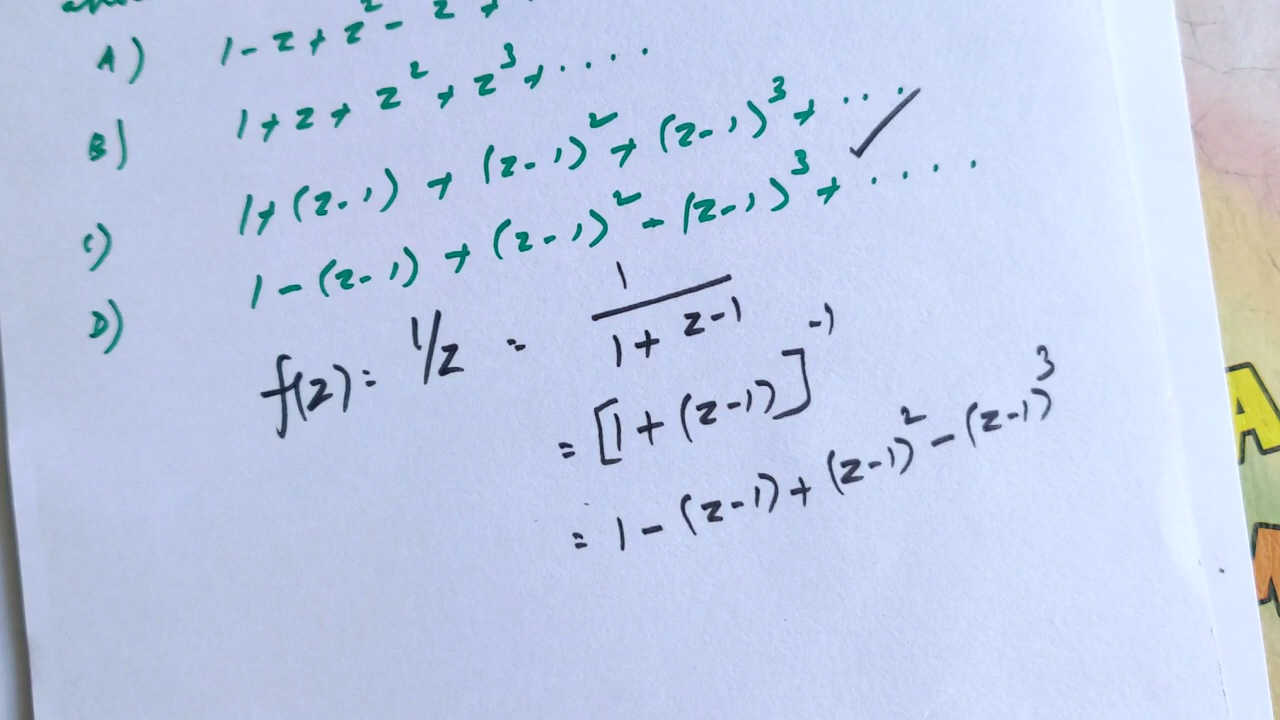 A) 1 - z + z² - z +
B) 1 + z + z² + z³ + ....
C) 1 + (z-1) + (z-1)² + (z-1)³ + ... ✓
D) 1 - (z-1) + (z-1)² - (z-1)³ + ....
f(z) = 1/z = 1/(1 + z-1)
= [1 + (z-1)]⁻¹
= 1 - (z-1) + (z-1)² - (z-1)³
A